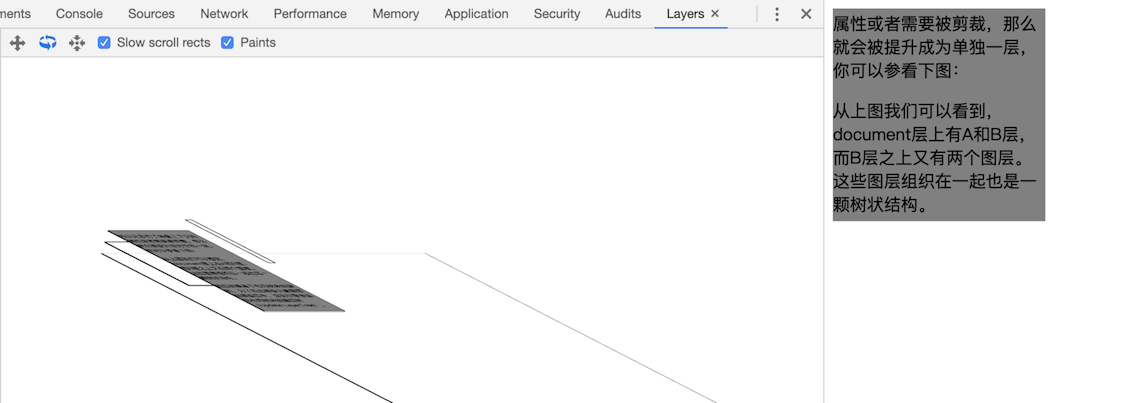 ments Console Sources Network Performance Memory Application Security Audits Layers ×
Slow scroll rects Paints
属性或者需要被剪裁，那么
就会被提升成为单独一层，
你可以参看下图：
从上图我们可以看到，
document层上有A和B层，
而B层之上又有两个图层。
这些图层组织在一起也是一
颗树状结构。